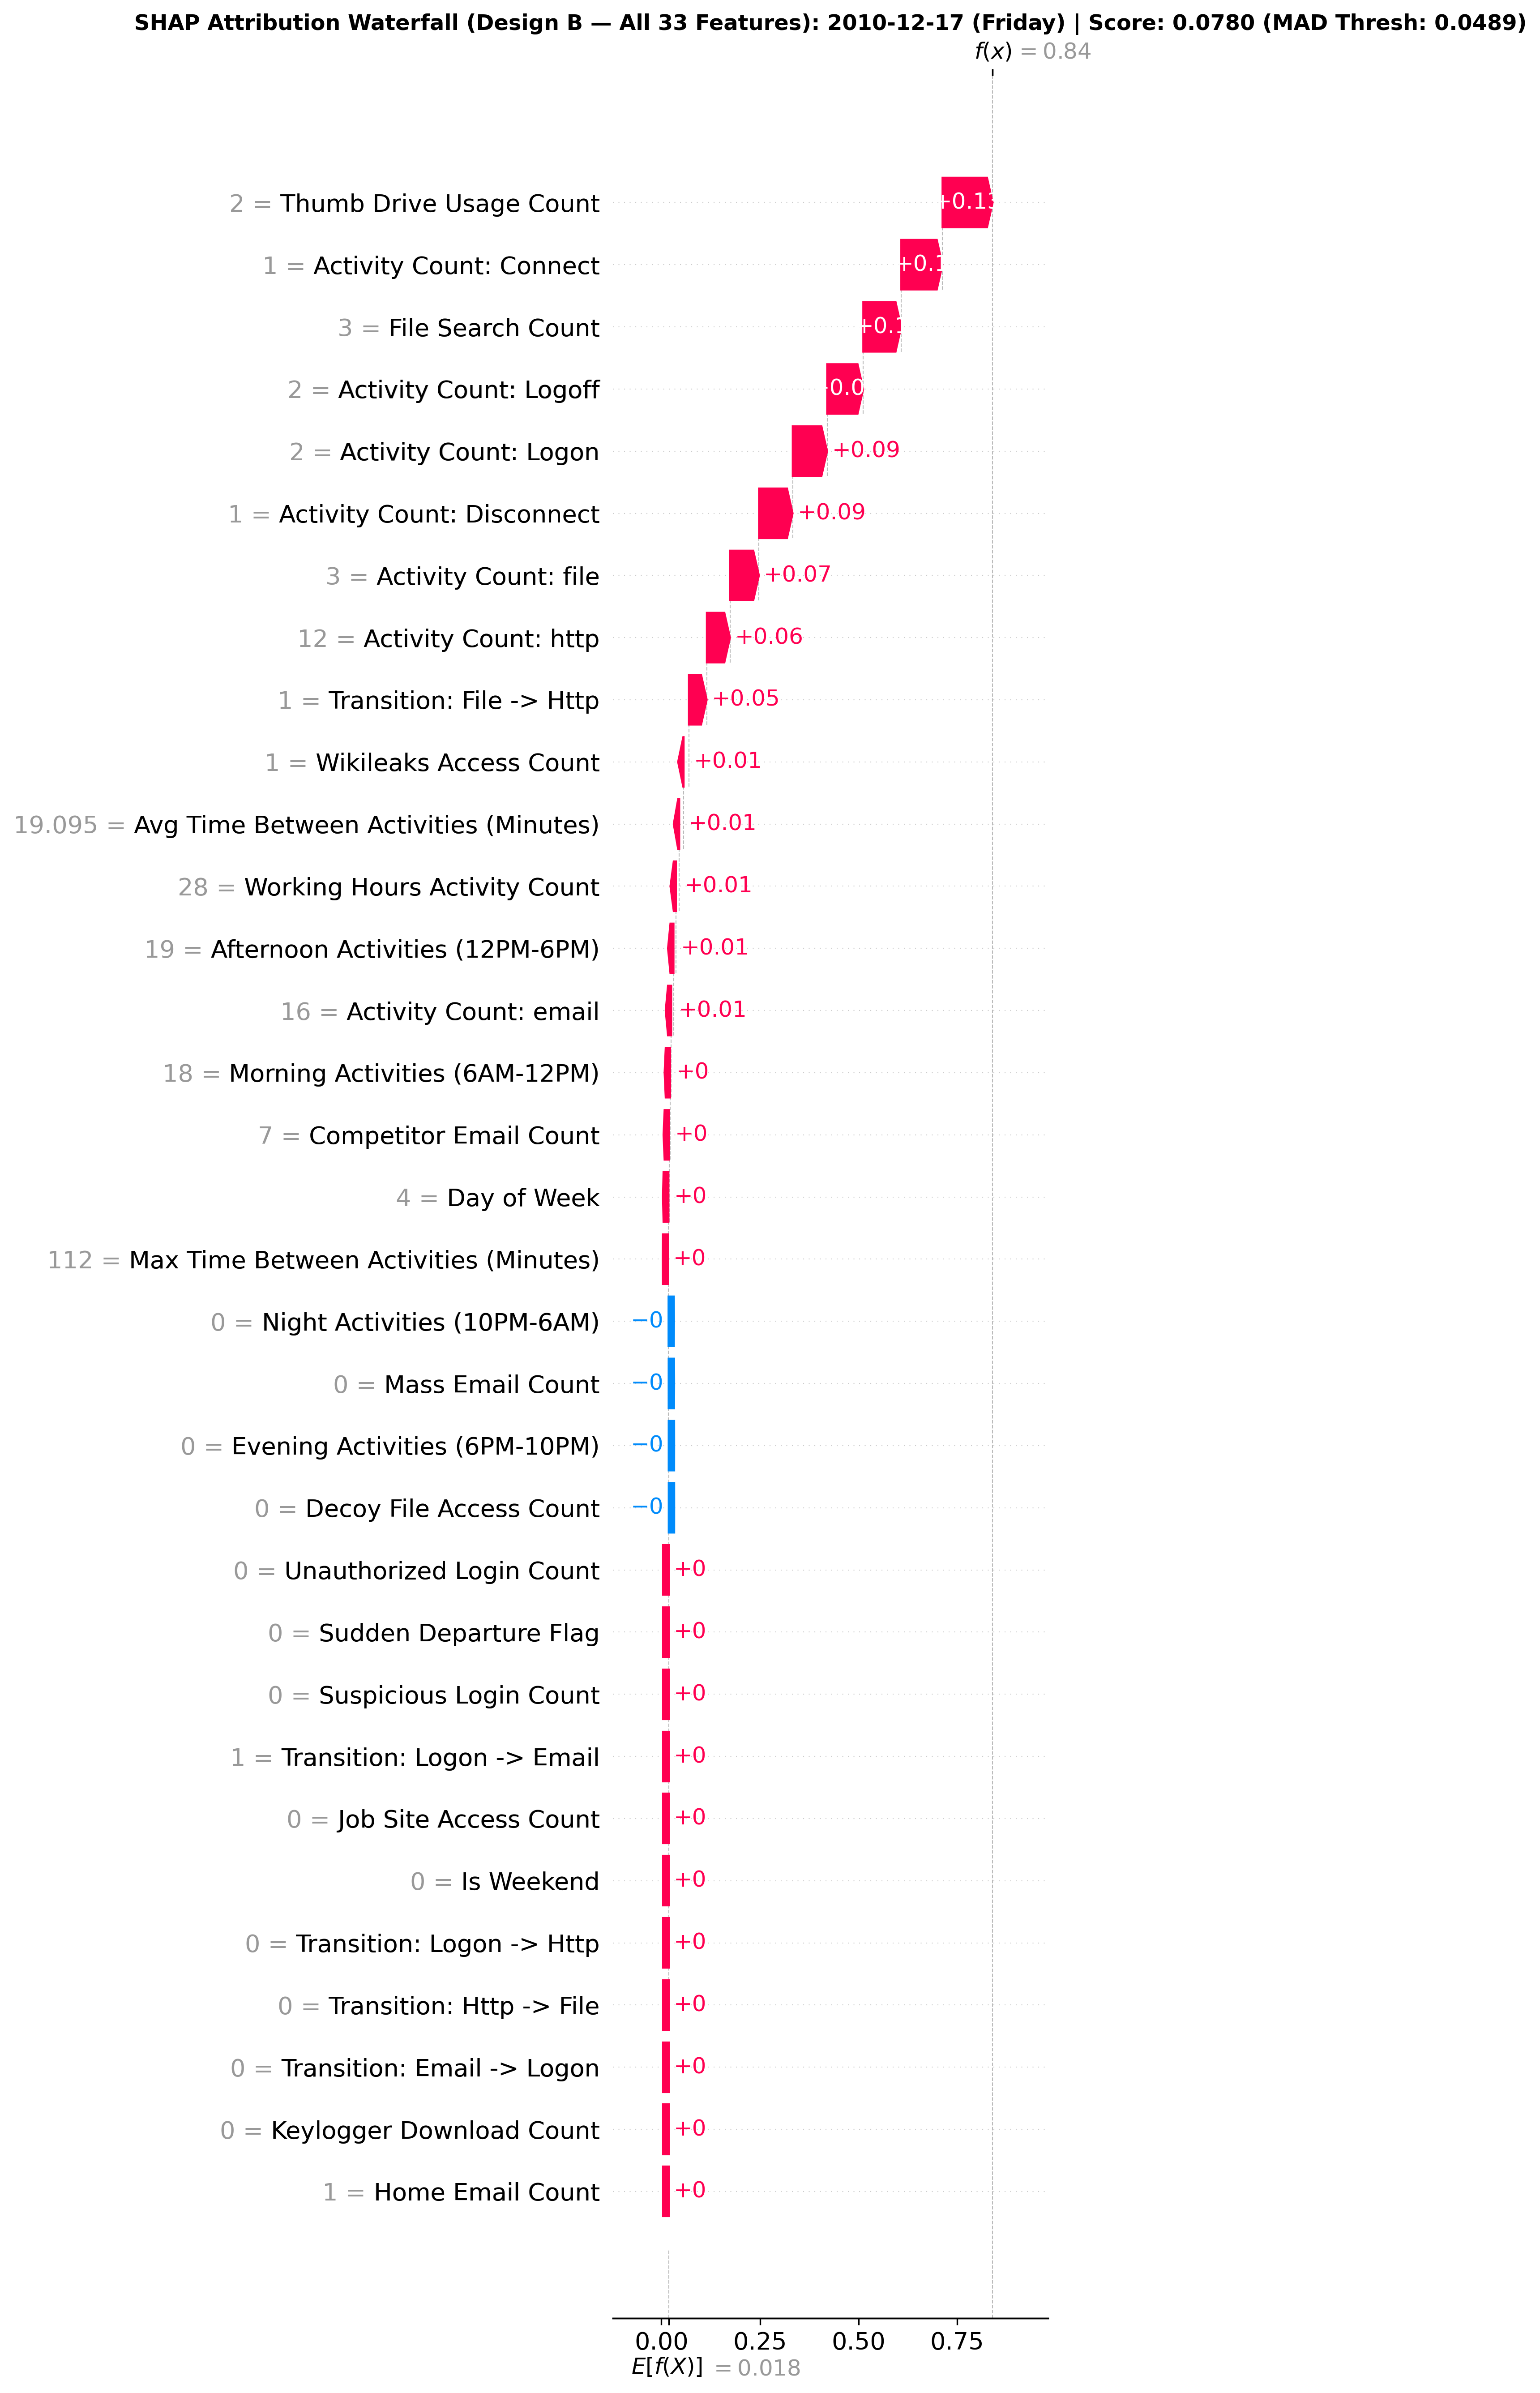 SHAP Attribution Waterfall (Design B — All 33 Features): 2010-12-17 (Friday) | Score: 0.0780 (MAD Thresh: 0.0489)
f(x) = 0.84
2 = Thumb Drive Usage Count +0.13
1 = Activity Count: Connect +0.1
3 = File Search Count +0.1
2 = Activity Count: Logoff
2 = Activity Count: Logon +0.09
1 = Activity Count: Disconnect +0.09
3 = Activity Count: file +0.07
12 = Activity Count: http +0.06
1 = Transition: File -> Http +0.05
1 = Wikileaks Access Count +0.01
19.095 = Avg Time Between Activities (Minutes) +0.01
28 = Working Hours Activity Count +0.01
19 = Afternoon Activities (12PM-6PM) +0.01
16 = Activity Count: email +0.01
18 = Morning Activities (6AM-12PM) +0
7 = Competitor Email Count +0
4 = Day of Week +0
112 = Max Time Between Activities (Minutes) +0
0 = Night Activities (10PM-6AM) −0
0 = Mass Email Count −0
0 = Evening Activities (6PM-10PM) −0
0 = Decoy File Access Count −0
0 = Unauthorized Login Count +0
0 = Sudden Departure Flag +0
0 = Suspicious Login Count +0
1 = Transition: Logon -> Email +0
0 = Job Site Access Count +0
0 = Is Weekend +0
0 = Transition: Logon -> Http +0
0 = Transition: Http -> File +0
0 = Transition: Email -> Logon +0
0 = Keylogger Download Count +0
1 = Home Email Count +0
0.00 0.25 0.50 0.75
E[f(X)] = 0.018